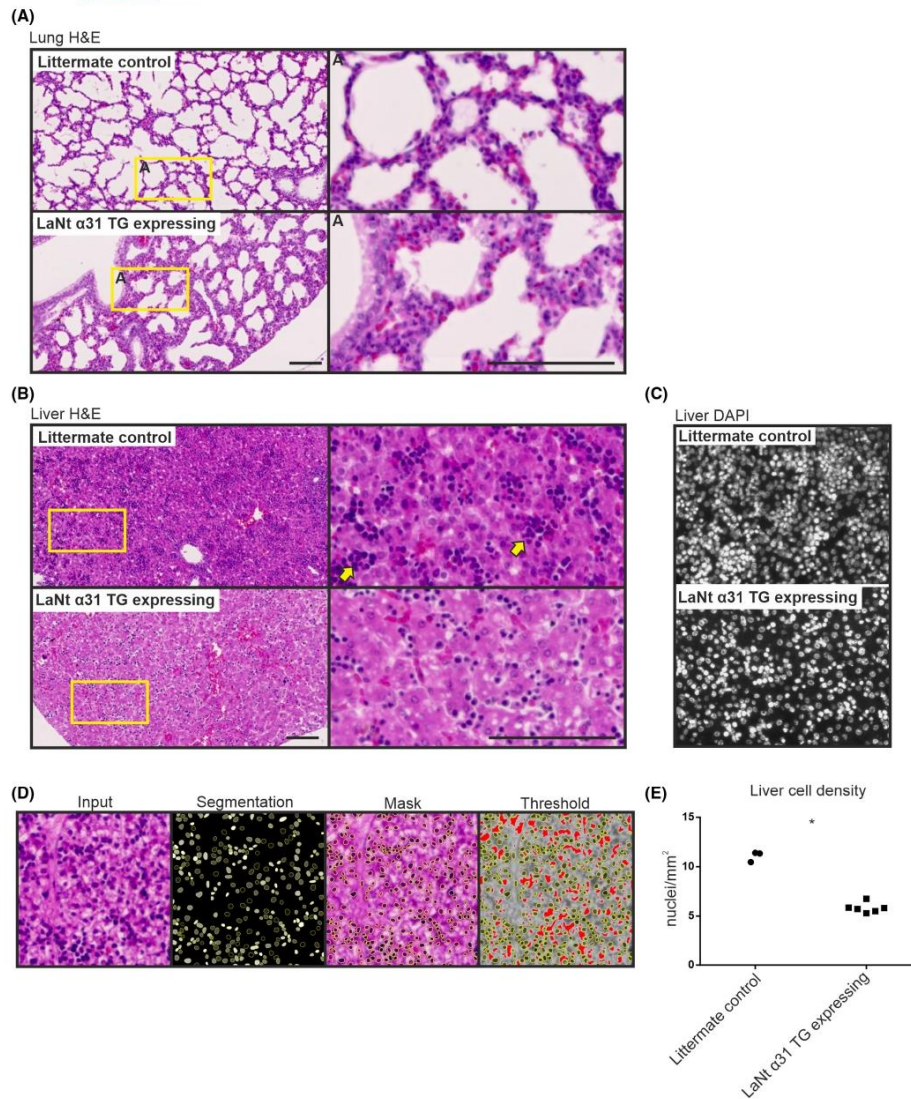 (A)
Lung H&E
Littermate control
A
A
LaNt α31 TG expressing
A
A
(B)
Liver H&E
Littermate control
LaNt α31 TG expressing
(C)
Liver DAPI
Littermate control
LaNt α31 TG expressing
(D)
Input
Segmentation
Mask
Threshold
(E)
Liver cell density
*
15
10
5
0
nuclei/mm²
Littermate control
LaNt α31 TG expressing